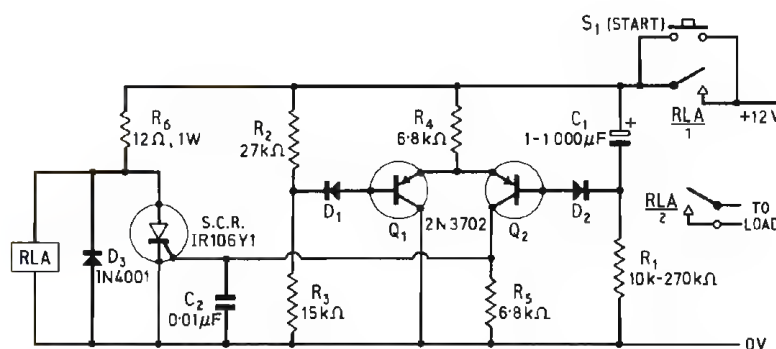 S1 (START)
R6
12Ω, 1W
R2
27kΩ
R4
6·8kΩ
C1
1-1000μF
+
RLA
1
+12V
D1
D2
RLA
2
TO
LOAD
S.C.R.
IR106Y1
Q1
2N3702
Q2
RLA
D3
1N4001
C2
0·01μF
R3
15kΩ
R5
6·8kΩ
R1
10k-270kΩ
0V